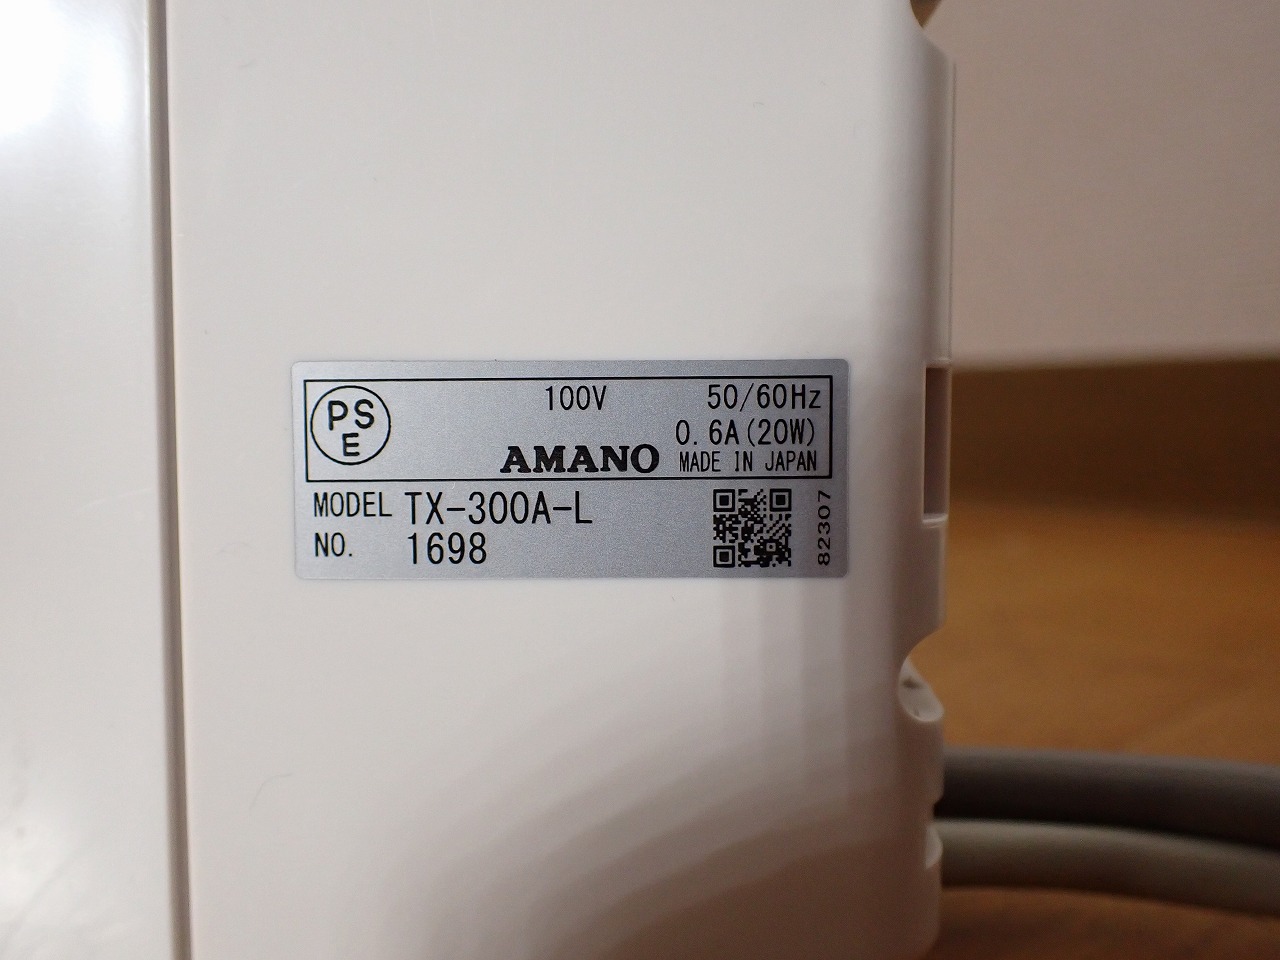 PS
E
100V 50/60Hz
0.6A(20W)
AMANO MADE IN JAPAN
MODEL TX-300A-L
NO. 1698
82307